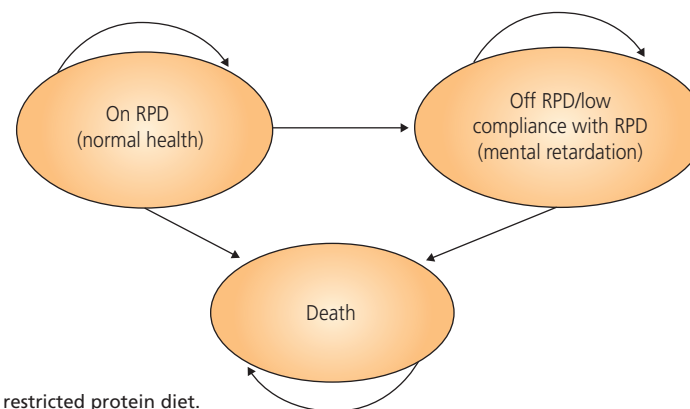 On RPD
(normal health)
Off RPD/low
compliance with RPD
(mental retardation)
Death
restricted protein diet.